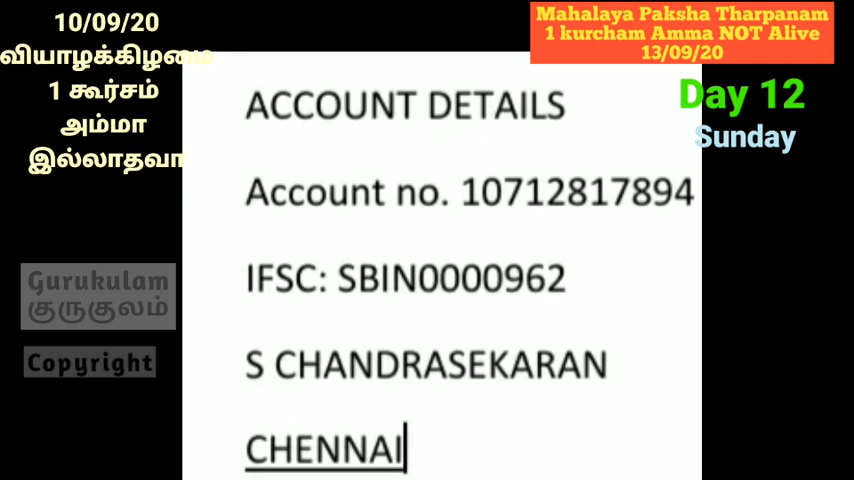 10/09/20
வியாழக்கிழமை
1 கூர்சம்
அம்மா
இல்லாதவா
Mahalaya Paksha Tharpanam
1 kurcham Amma NOT Alive
13/09/20
Day 12
Sunday
ACCOUNT DETAILS
Account no. 10712817894
IFSC: SBIN0000962
S CHANDRASEKARAN
CHENNAI
Gurukulam
குருகுலம்
Copyright